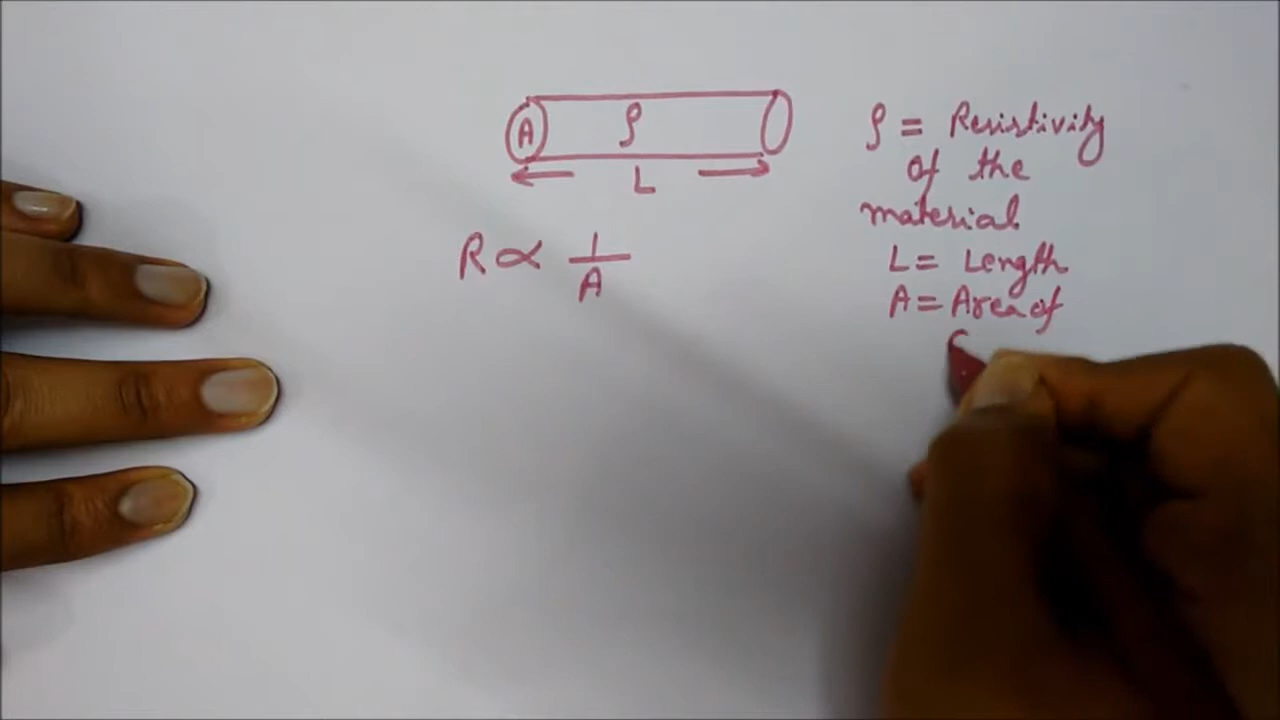 A ρ
L
R ∝ 1/A
ρ = Resistivity
of the
material
L = Length
A = Area of
C